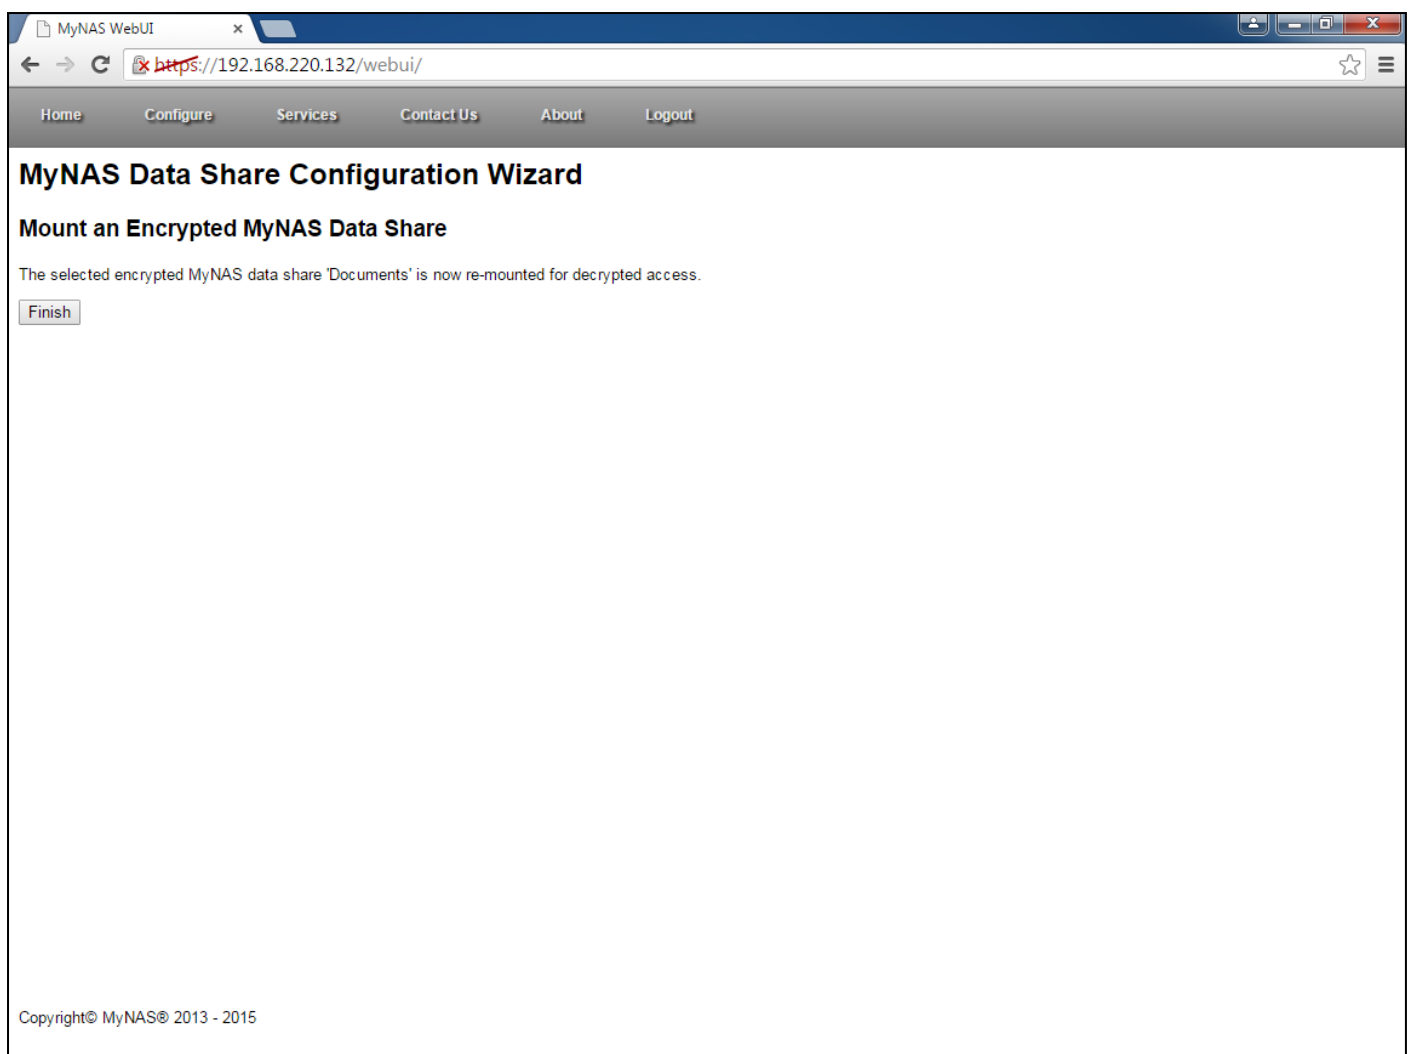 MyNAS WebUI
https://192.168.220.132/webui/
Home Configure Services Contact Us About Logout
MyNAS Data Share Configuration Wizard
Mount an Encrypted MyNAS Data Share
The selected encrypted MyNAS data share 'Documents' is now re-mounted for decrypted access.
Finish
Copyright© MyNAS® 2013 - 2015